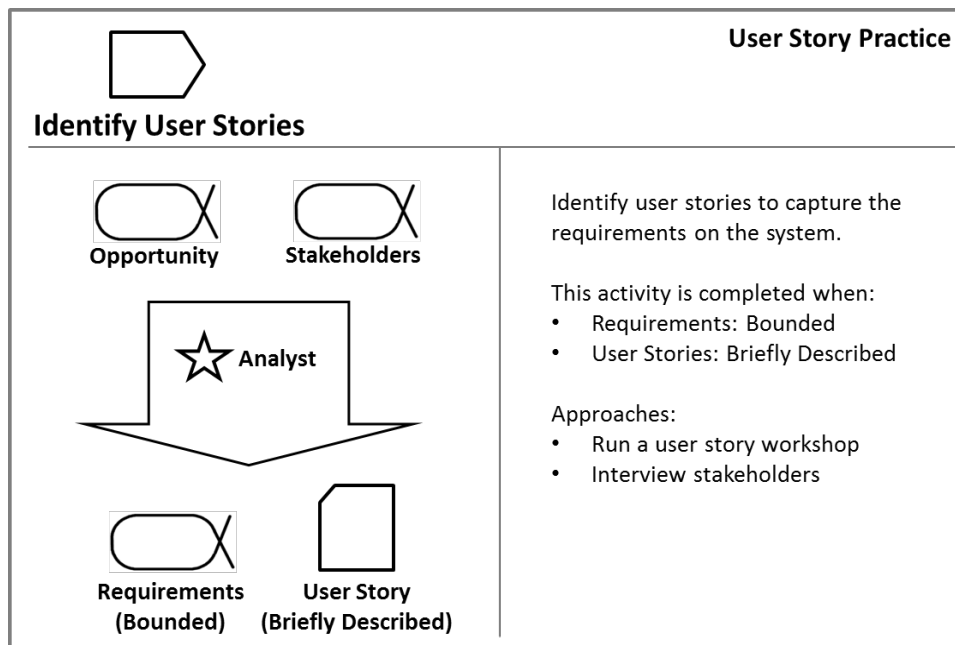 User Story Practice
Identify User Stories
Opportunity
Stakeholders
Analyst
Requirements
(Bounded)
User Story
(Briefly Described)
Identify user stories to capture the
requirements on the system.
This activity is completed when:
• Requirements: Bounded
• User Stories: Briefly Described
Approaches:
• Run a user story workshop
• Interview stakeholders